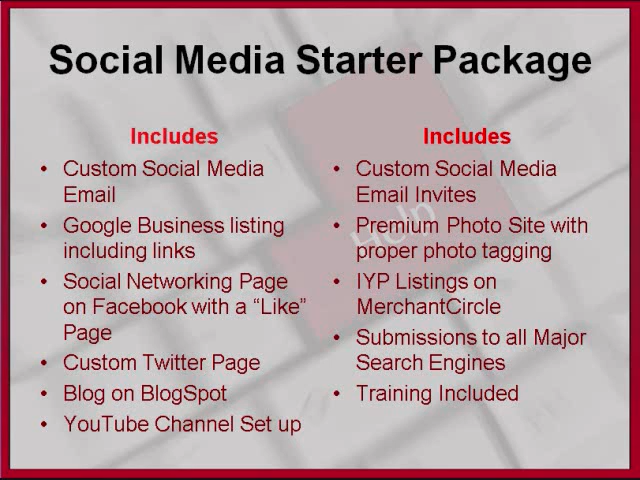 Social Media Starter Package
Includes
• Custom Social Media
Email
• Google Business listing
including links
• Social Networking Page
on Facebook with a “Like”
Page
• Custom Twitter Page
• Blog on BlogSpot
• YouTube Channel Set up
Includes
• Custom Social Media
Email Invites
• Premium Photo Site with
proper photo tagging
• IYP Listings on
MerchantCircle
• Submissions to all Major
Search Engines
• Training Included
Help